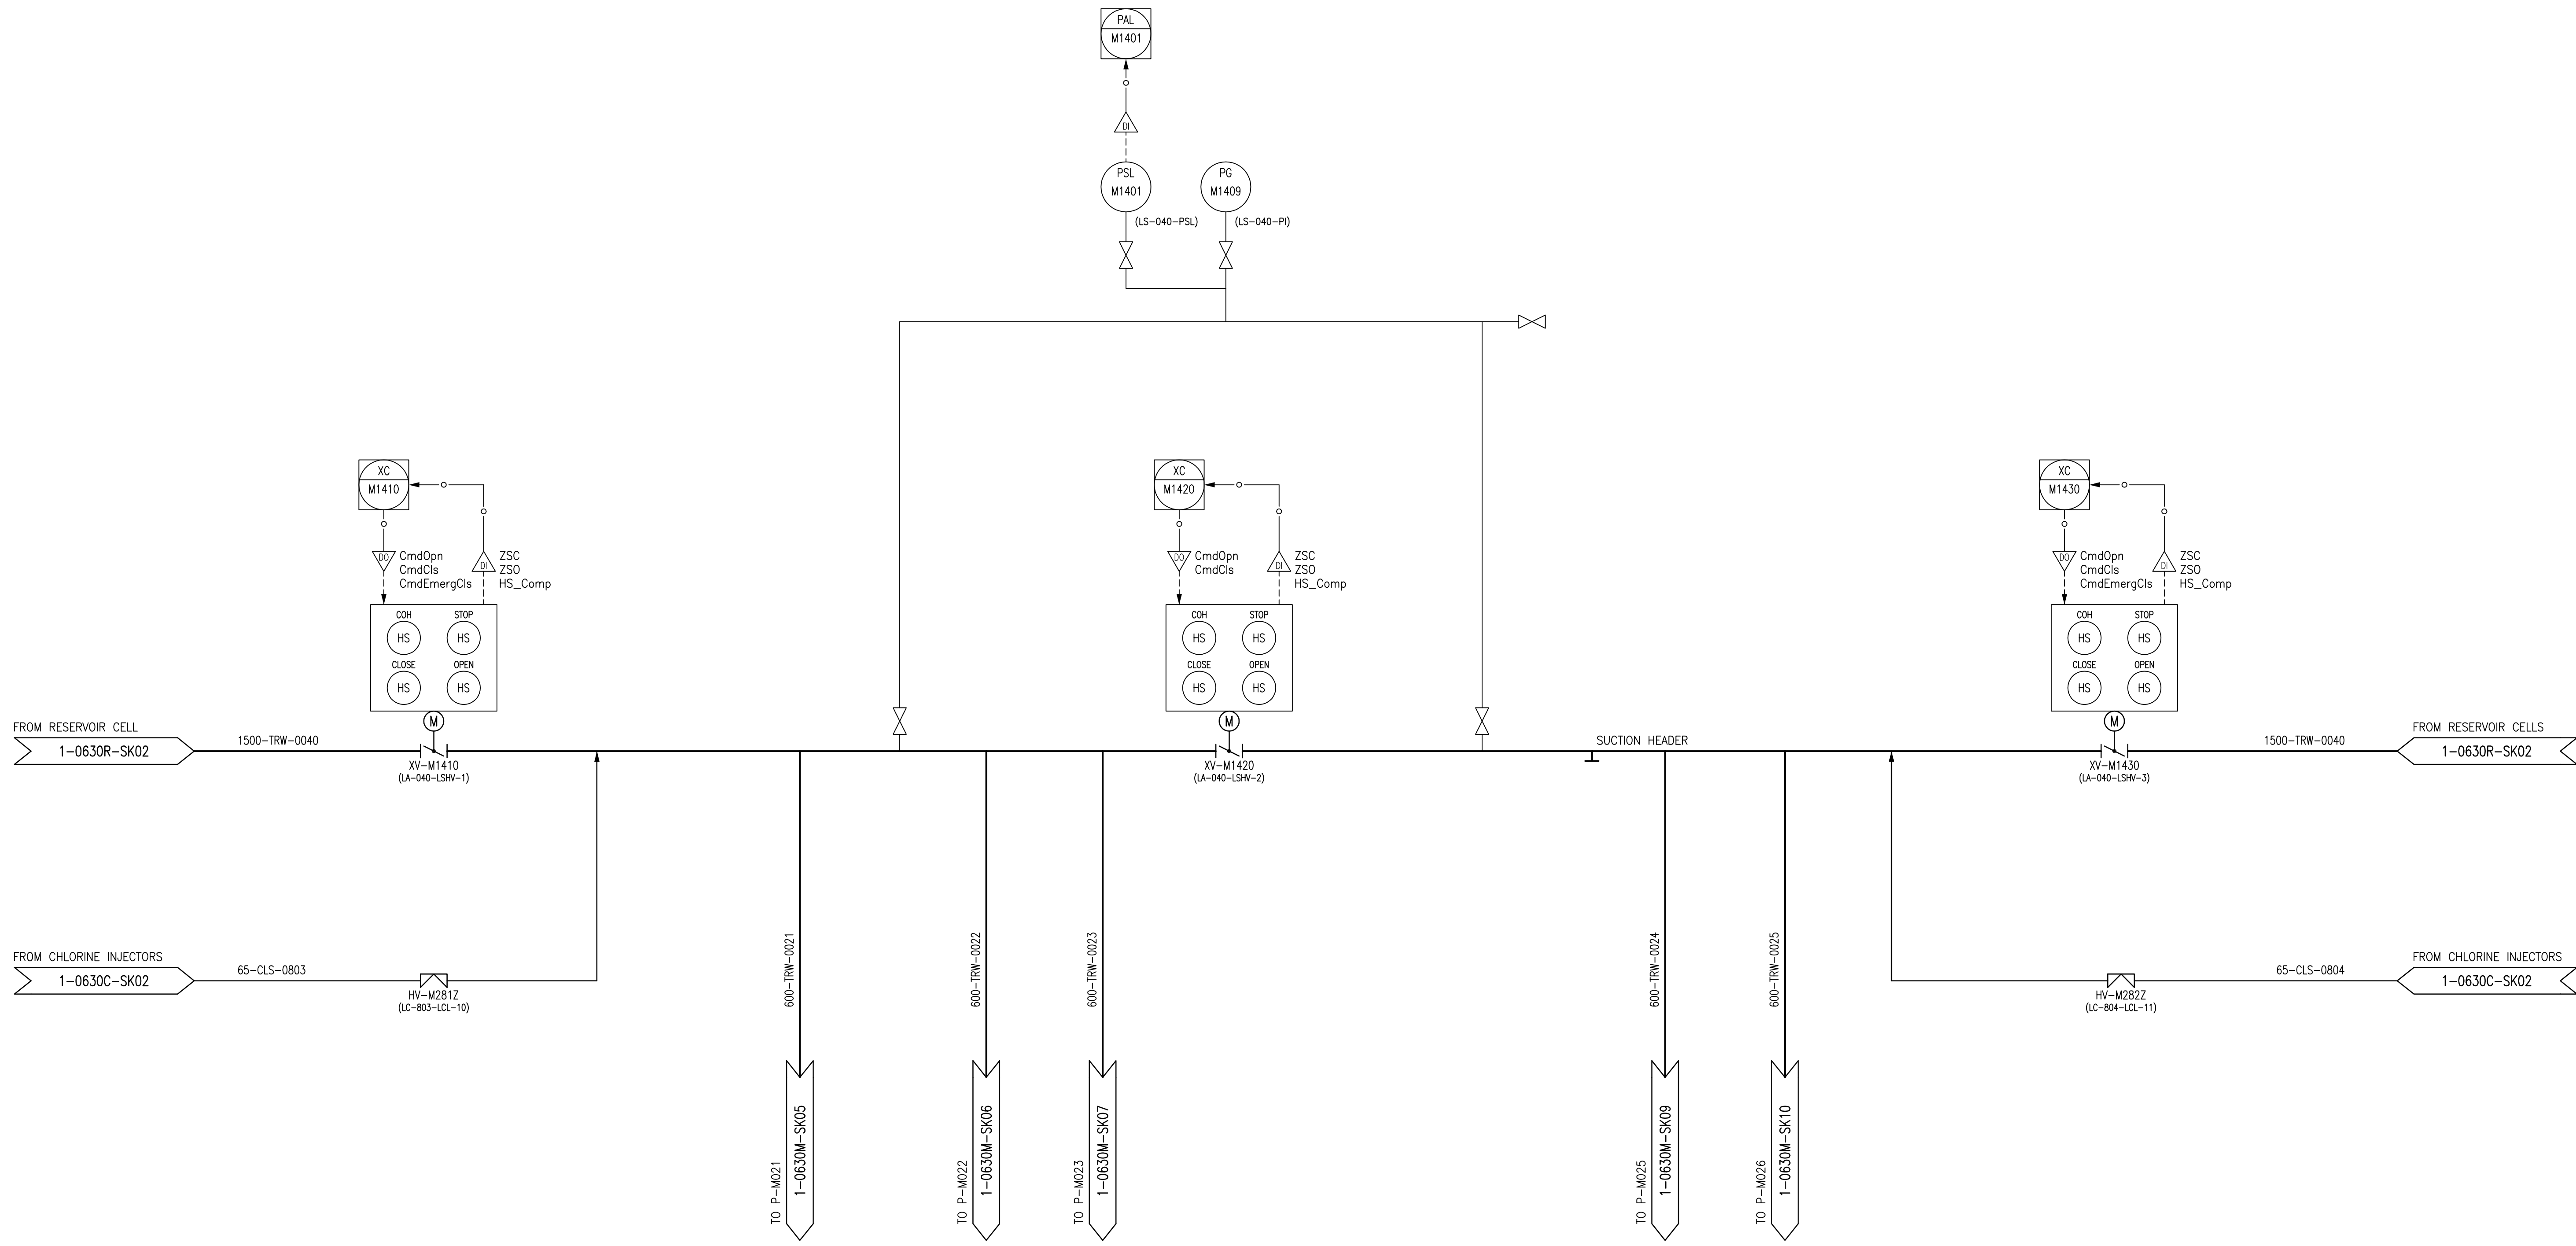 PAL
M1401
DI
PSL
M1401
(LS-040-PSL)
PG
M1409
(LS-040-PI)
XC
M1410
DO
CmdOpn
CmdCls
CmdEmergCls
DI
ZSC
ZSO
HS_Comp
COH
STOP
HS
HS
CLOSE
OPEN
HS
HS
M
XV-M1410
(LA-040-LSHV-1)
XC
M1420
DO
CmdOpn
CmdCls
DI
ZSC
ZSO
HS_Comp
COH
STOP
HS
HS
CLOSE
OPEN
HS
HS
M
XV-M1420
(LA-040-LSHV-2)
XC
M1430
DO
CmdOpn
CmdCls
CmdEmergCls
DI
ZSC
ZSO
HS_Comp
COH
STOP
HS
HS
CLOSE
OPEN
HS
HS
M
XV-M1430
(LA-040-LSHV-3)
FROM RESERVOIR CELL
1-0630R-SK02
1500-TRW-0040
SUCTION HEADER
1500-TRW-0040
FROM RESERVOIR CELLS
1-0630R-SK02
FROM CHLORINE INJECTORS
1-0630C-SK02
65-CLS-0803
HV-M281Z
(LC-803-LCL-10)
600-TRW-0021
600-TRW-0022
600-TRW-0023
600-TRW-0024
600-TRW-0025
HV-M282Z
(LC-804-LCL-11)
65-CLS-0804
FROM CHLORINE INJECTORS
1-0630C-SK02
TO P-M021
1-0630M-SK05
TO P-M022
1-0630M-SK06
TO P-M023
1-0630M-SK07
TO P-M025
1-0630M-SK09
TO P-M026
1-0630M-SK10